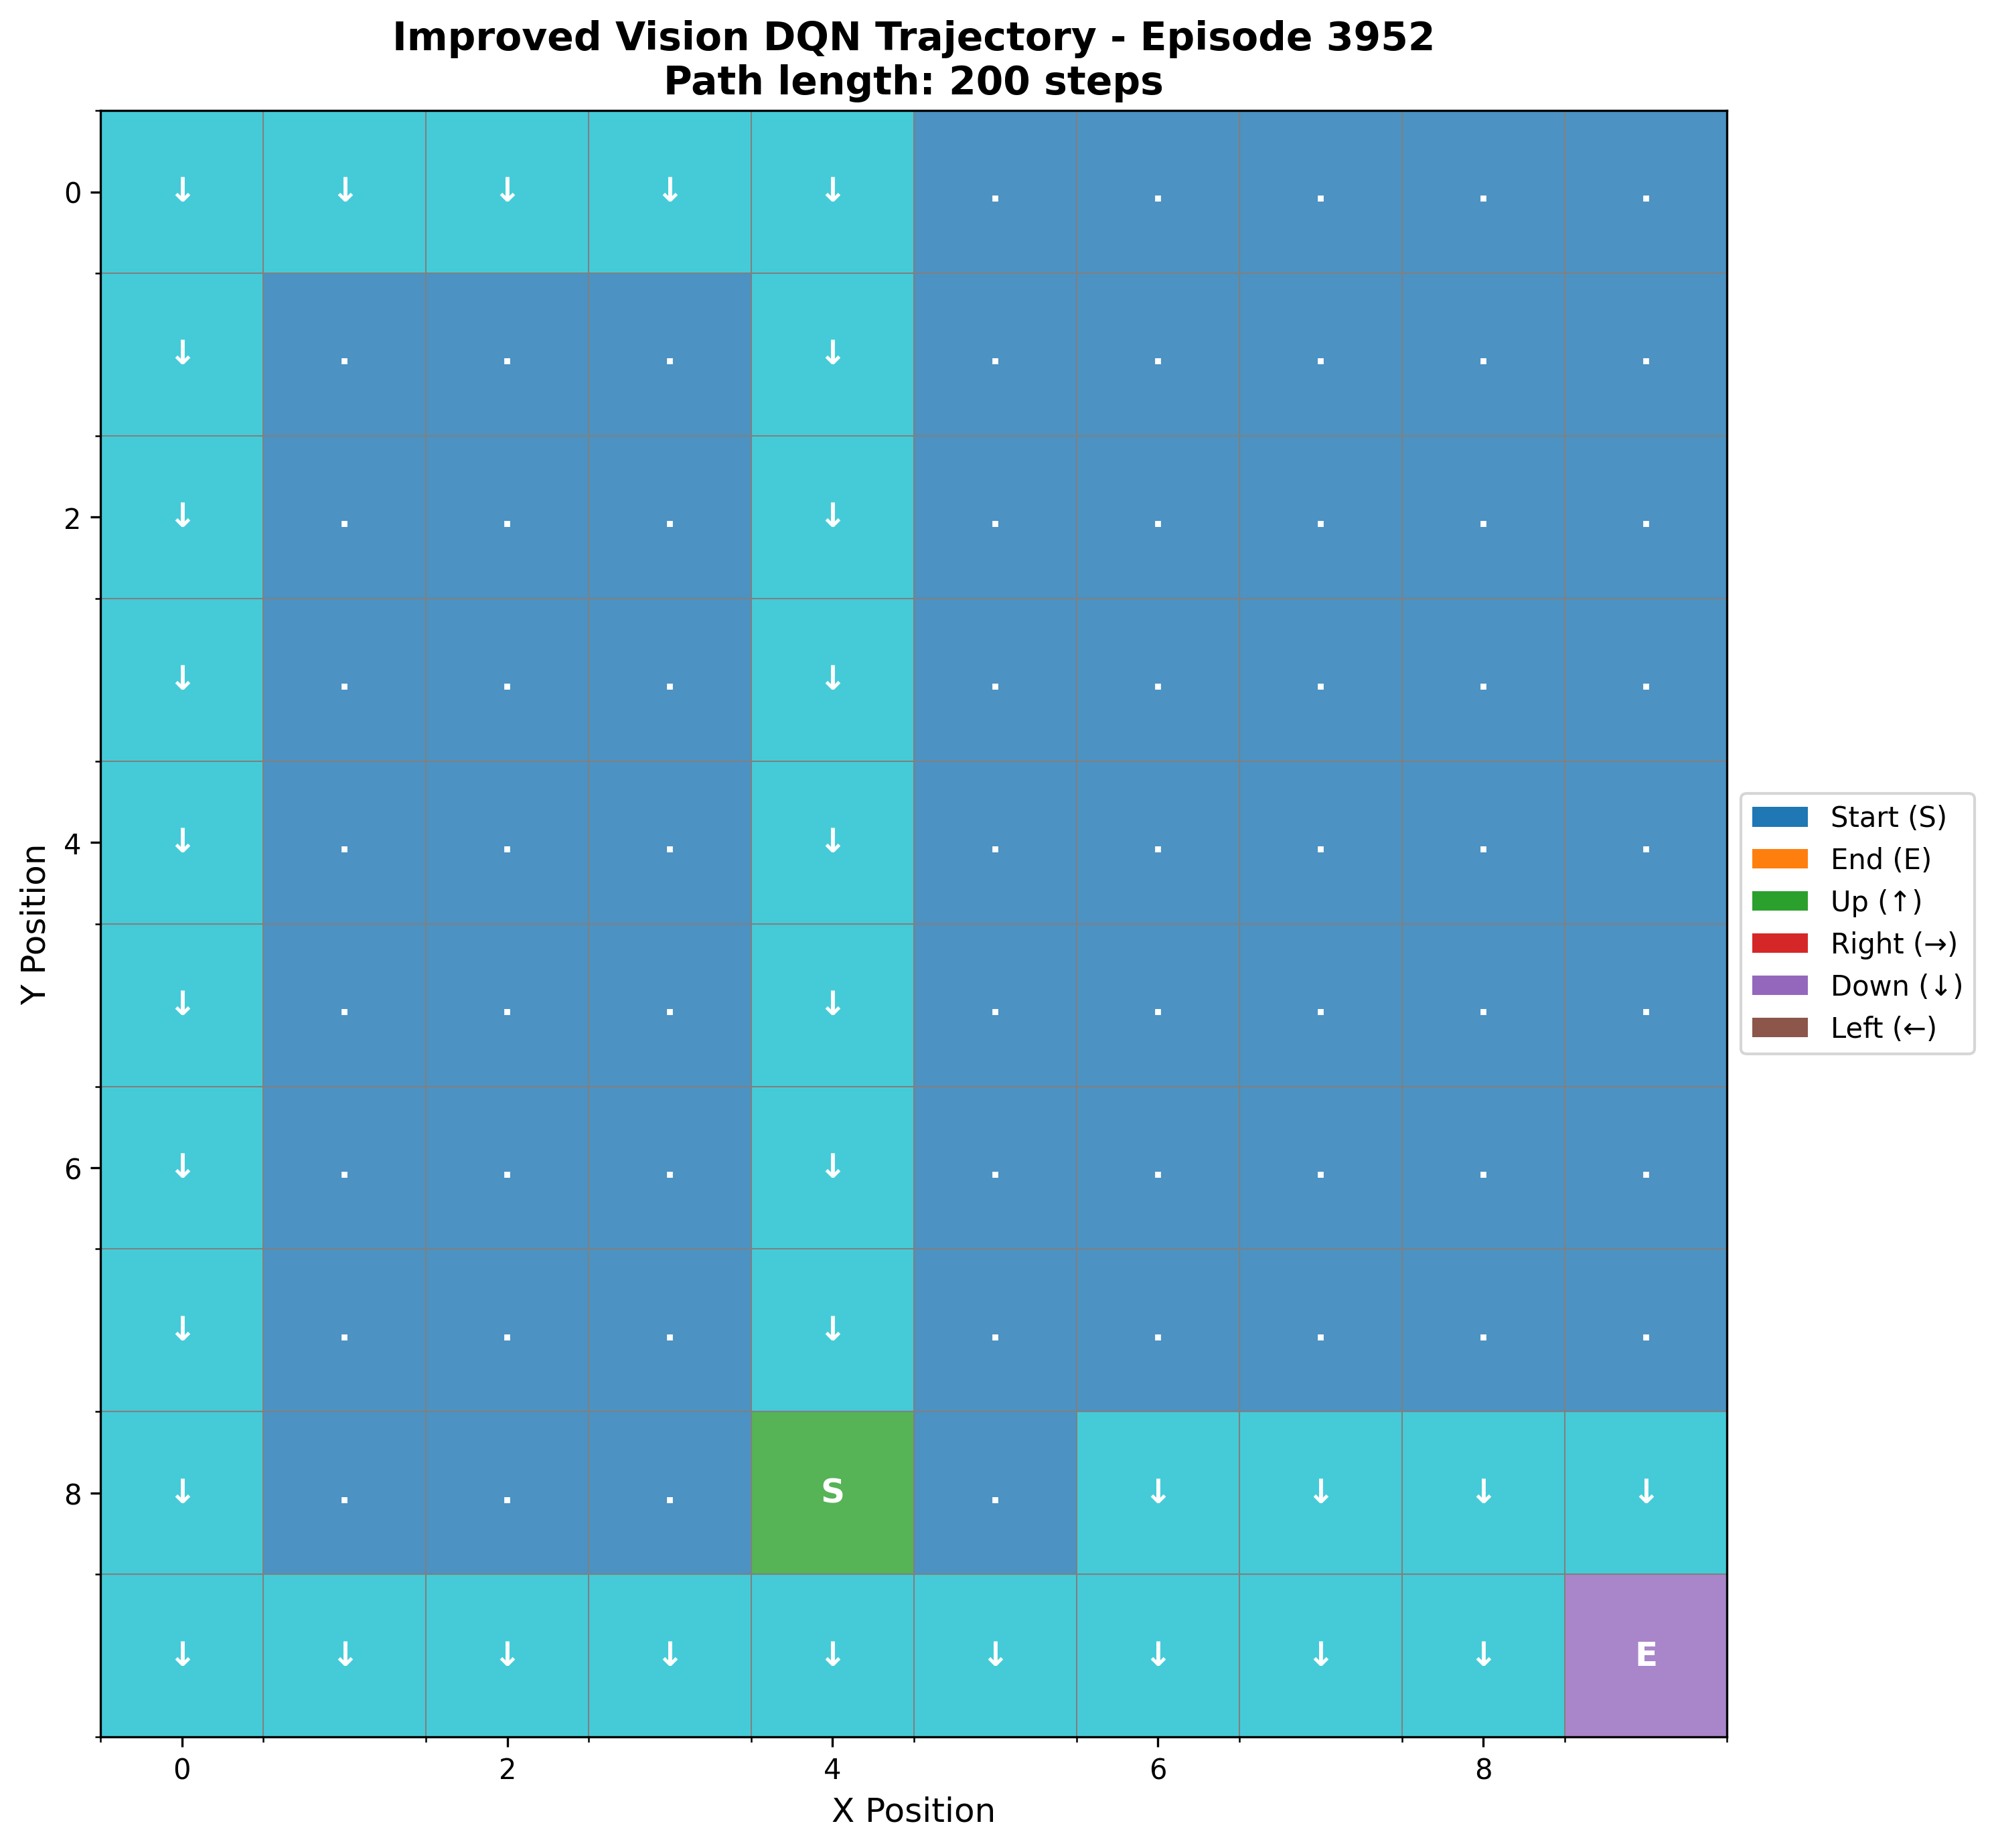 Improved Vision DQN Trajectory - Episode 3952
Path length: 200 steps
0 ↓ ↓ ↓ ↓ ↓ . . . . .
↓ . . . ↓ . . . . .
2 ↓ . . . ↓ . . . . .
↓ . . . ↓ . . . . .
4 ↓ . . . ↓ . . . . .
↓ . . . ↓ . . . . .
6 ↓ . . . ↓ . . . . .
↓ . . . ↓ . . . . .
8 ↓ . . . S . ↓ ↓ ↓ ↓
↓ ↓ ↓ ↓ ↓ ↓ ↓ ↓ ↓ E
0 2 4 6 8
X Position
Y Position
Start (S)
End (E)
Up (↑)
Right (→)
Down (↓)
Left (←)